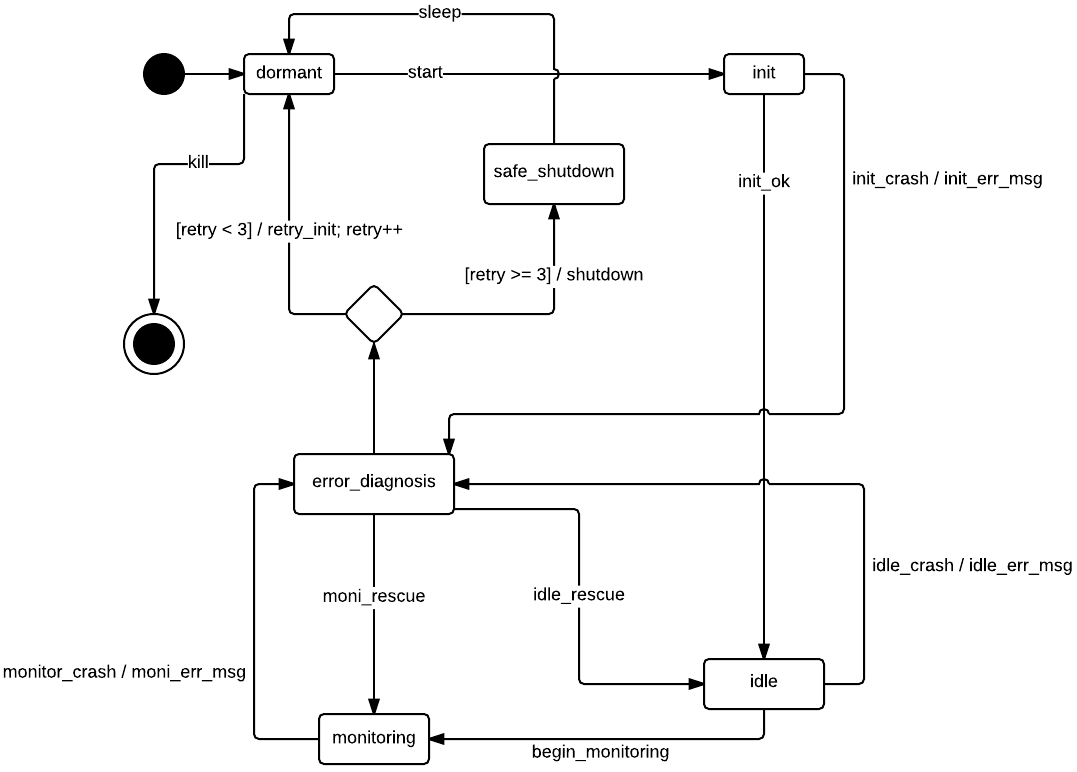 sleep
dormant
start
init
kill
safe_shutdown
init_ok
init_crash / init_err_msg
[retry < 3] / retry_init; retry++
[retry >= 3] / shutdown
error_diagnosis
idle_crash / idle_err_msg
moni_rescue
idle_rescue
monitor_crash / moni_err_msg
idle
monitoring
begin_monitoring